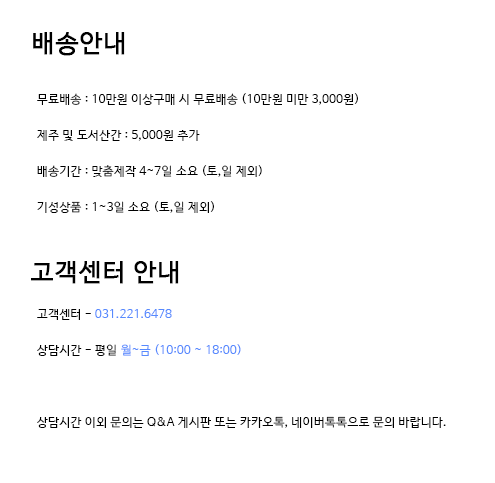 배송안내
무료배송 : 10만원 이상구매 시 무료배송 (10만원 미만 3,000원)
제주 및 도서산간 : 5,000원 추가
배송기간 : 맞춤제작 4~7일 소요 (토,일 제외)
기성상품 : 1~3일 소요 (토,일 제외)
고객센터 안내
고객센터 - 031.221.6478
상담시간 - 평일 월~금 (10:00 ~ 18:00)
상담시간 이외 문의는 Q&A 게시판 또는 카카오톡, 네이버톡톡으로 문의 바랍니다.